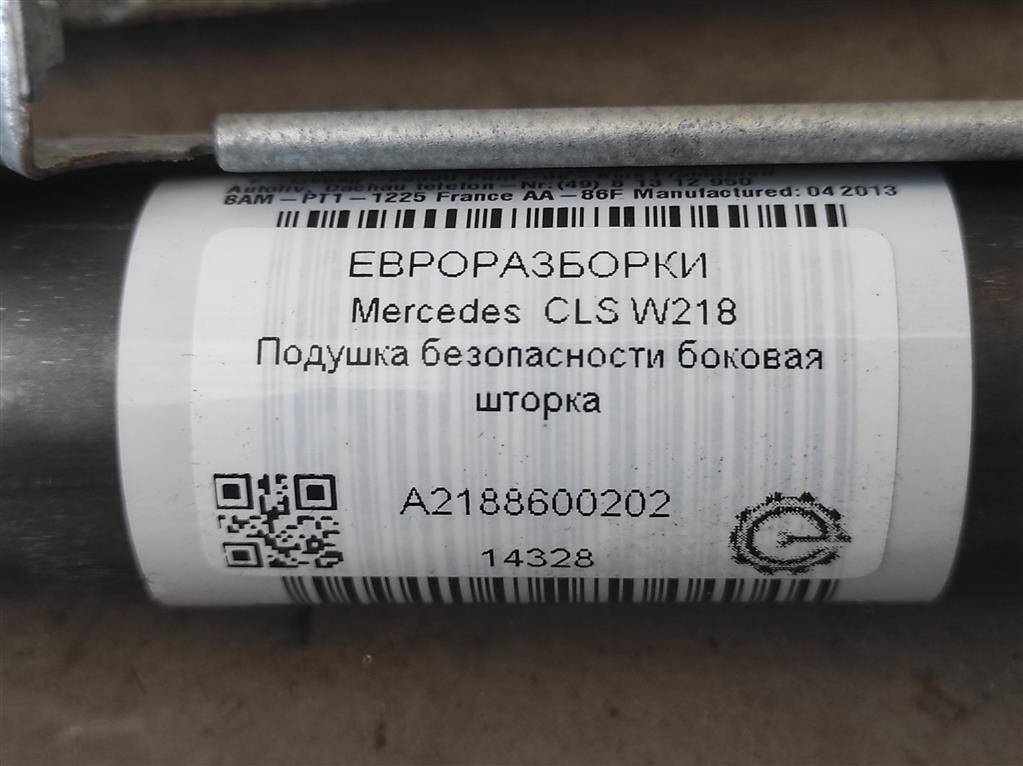 Autoliv, Dachau telefon-Nr:(49) 8 13 12 950
BAM-PT1-1225 France AA-86F Manufactured: 04 2013
ЕВРОРАЗБОРКИ
Mercedes CLS W218
Подушка безопасности боковая
шторка
A2188600202
14328